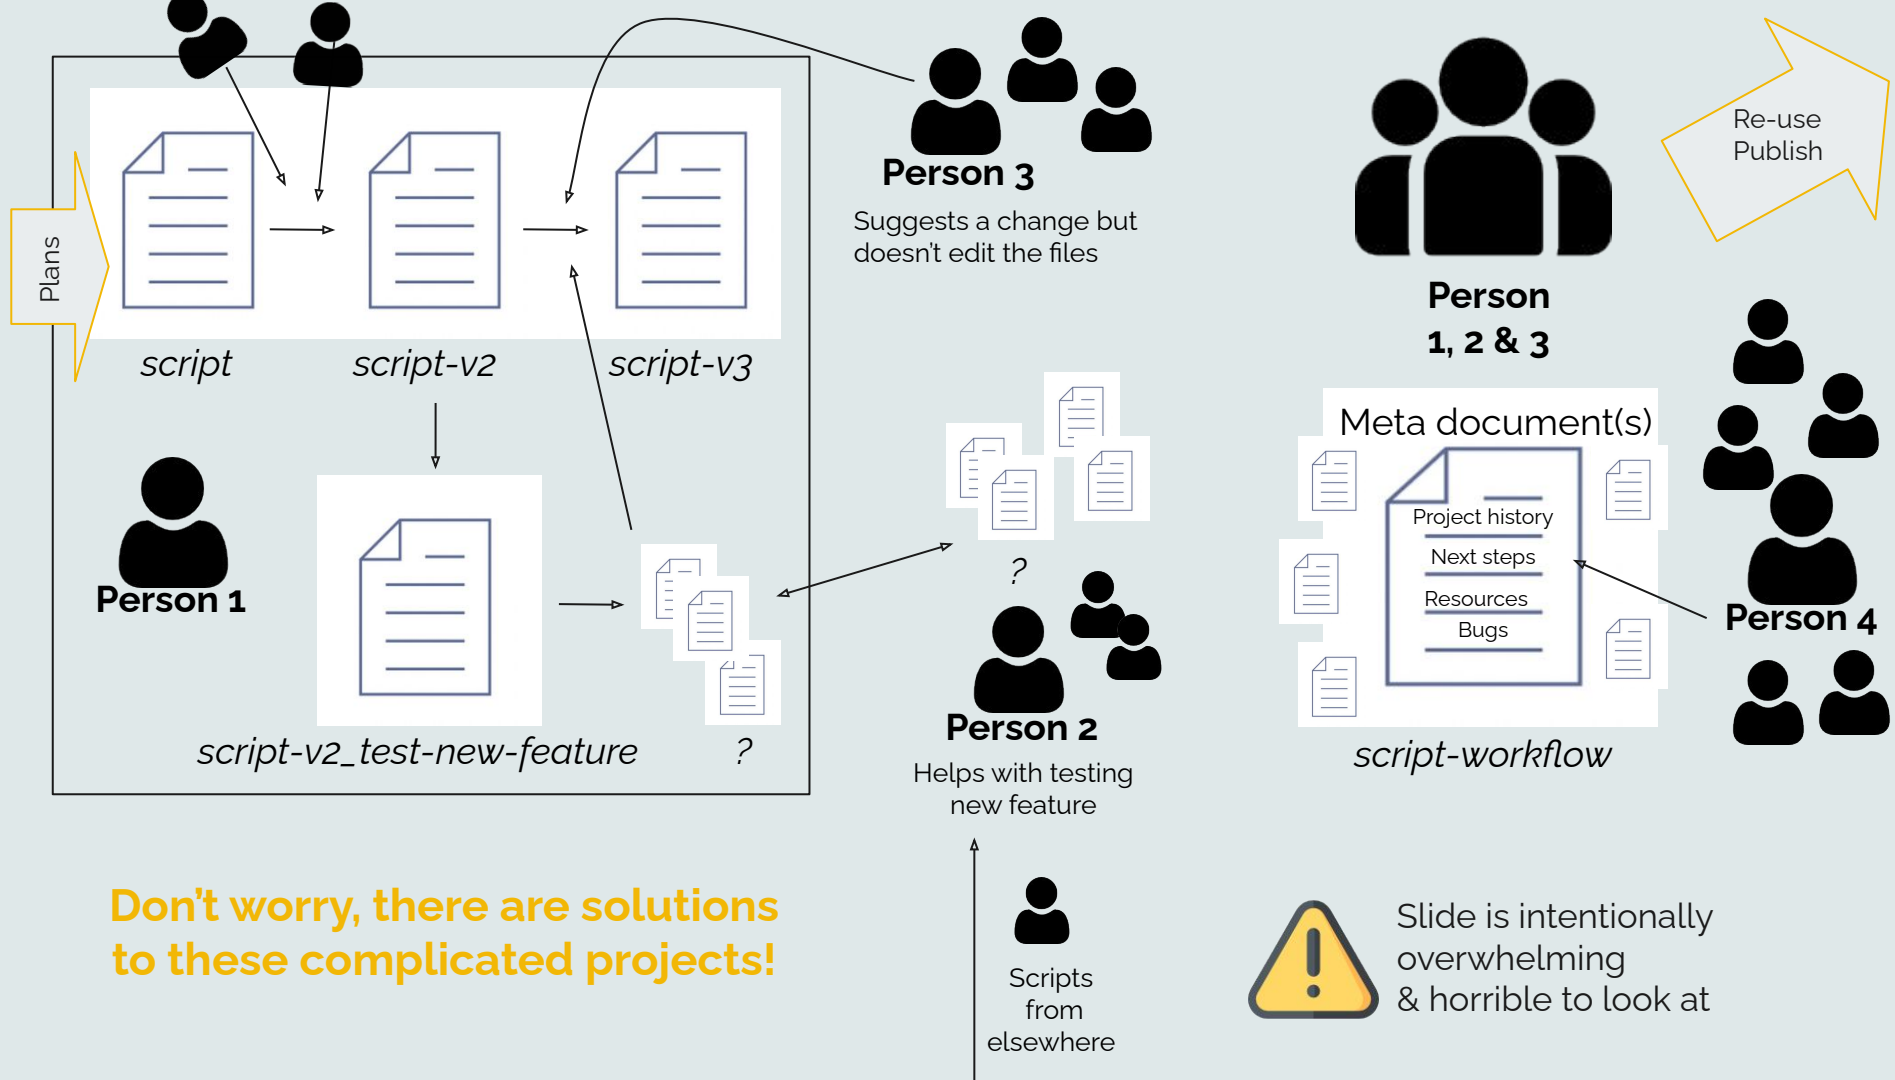 Plans
script
script-v2
script-v3
Person 1
script-v2_test-new-feature
?
Person 3
Suggests a change but
doesn't edit the files
?
Person 2
Helps with testing
new feature
Scripts
from
elsewhere
Person
1, 2 & 3
Meta document(s)
Project history
Next steps
Resources
Bugs
script-workflow
Re-use
Publish
Person 4
Don't worry, there are solutions
to these complicated projects!
Slide is intentionally
overwhelming
& horrible to look at